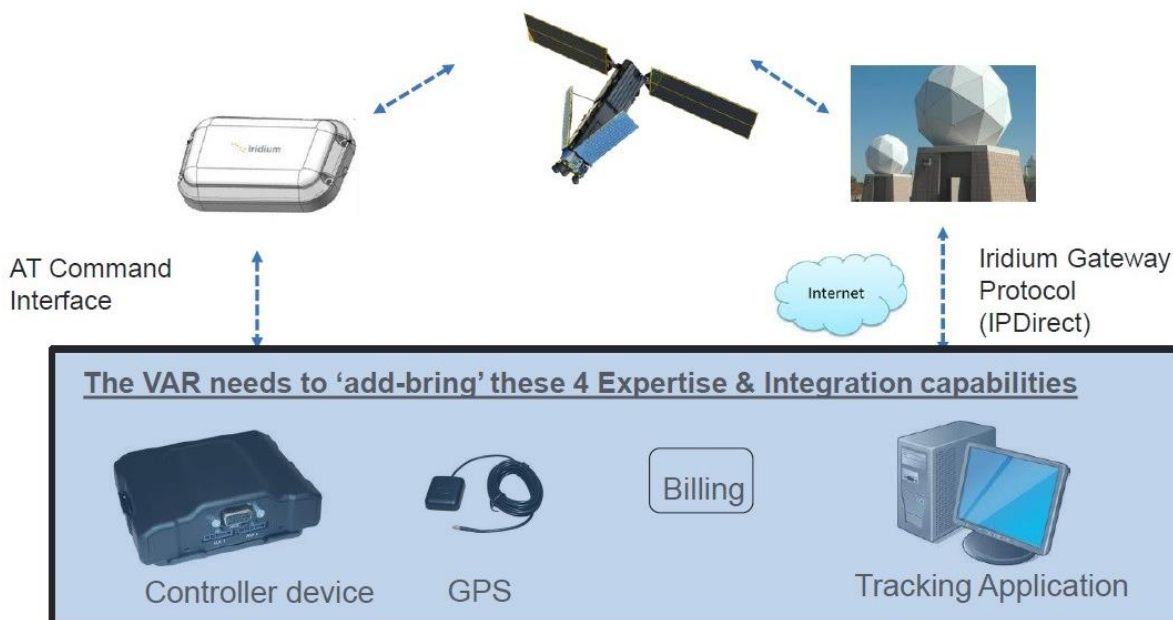 iridium
AT Command
Interface
Internet
Iridium Gateway
Protocol
(IPDirect)
The VAR needs to ‘add-bring’ these 4 Expertise & Integration capabilities
Billing
Controller device
GPS
Tracking Application